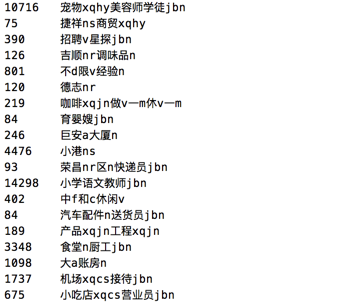 10716 宠物xqhy美容师学徒jbn
75 捷祥ns商贸xqhy
390 招聘v星探jbn
126 吉顺nr调味品n
801 不d限v经验n
120 德志nr
219 咖啡xqjn做v一m休v一m
84 育婴嫂jbn
246 巨安a大厦n
4476 小港ns
93 荣昌nr区n快递员jbn
14298 小学语文教师jbn
402 中f和c休闲v
84 汽车配件n送货员jbn
189 产品xqjn工程xqjn
3348 食堂n厨工jbn
1098 大a账房n
1737 机场xqcs接待jbn
675 小吃店xqcs营业员jbn